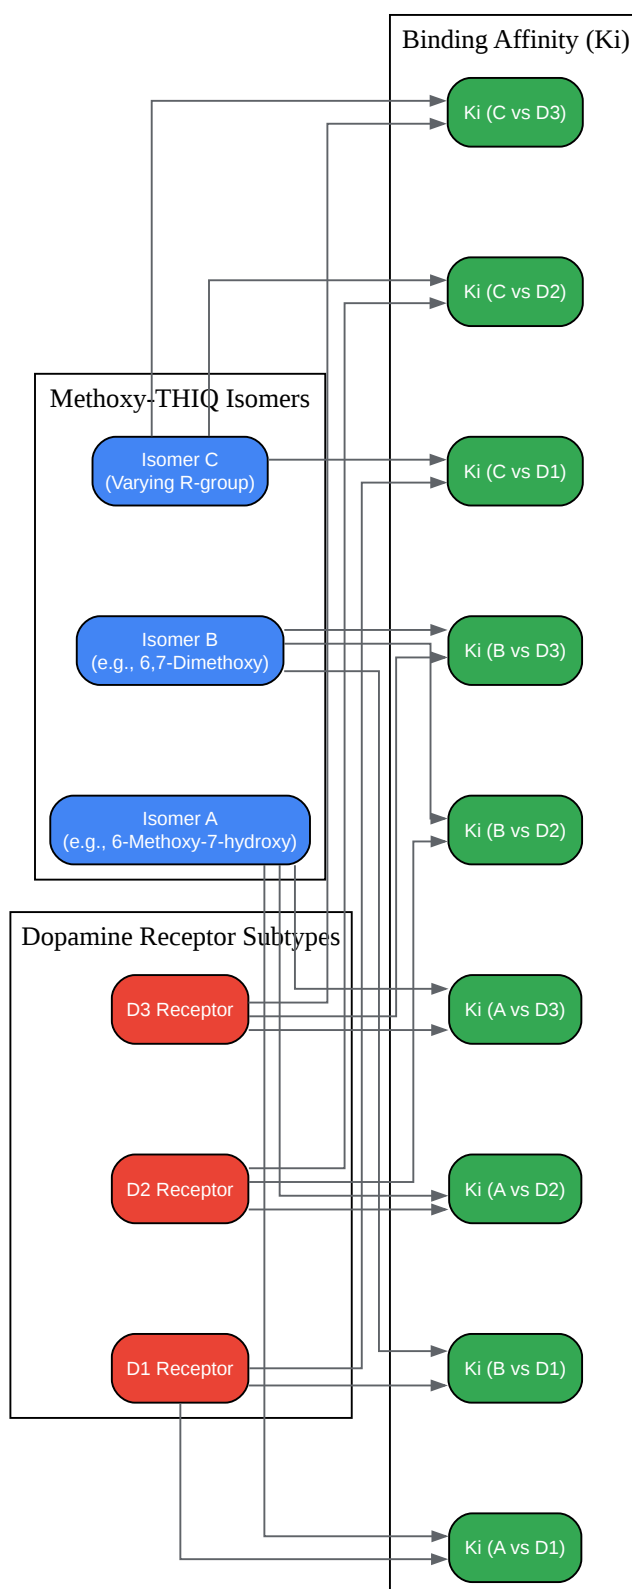 Binding Affinity (Ki)
Ki (C vs D3)
Ki (C vs D2)
Methoxy-THIQ Isomers
Isomer C
(Varying R-group)
Ki (C vs D1)
Isomer B
(e.g., 6,7-Dimethoxy)
Ki (B vs D3)
Isomer A
(e.g., 6-Methoxy-7-hydroxy)
Ki (B vs D2)
Dopamine Receptor Subtypes
D3 Receptor
Ki (A vs D3)
D2 Receptor
Ki (A vs D2)
D1 Receptor
Ki (B vs D1)
Ki (A vs D1)